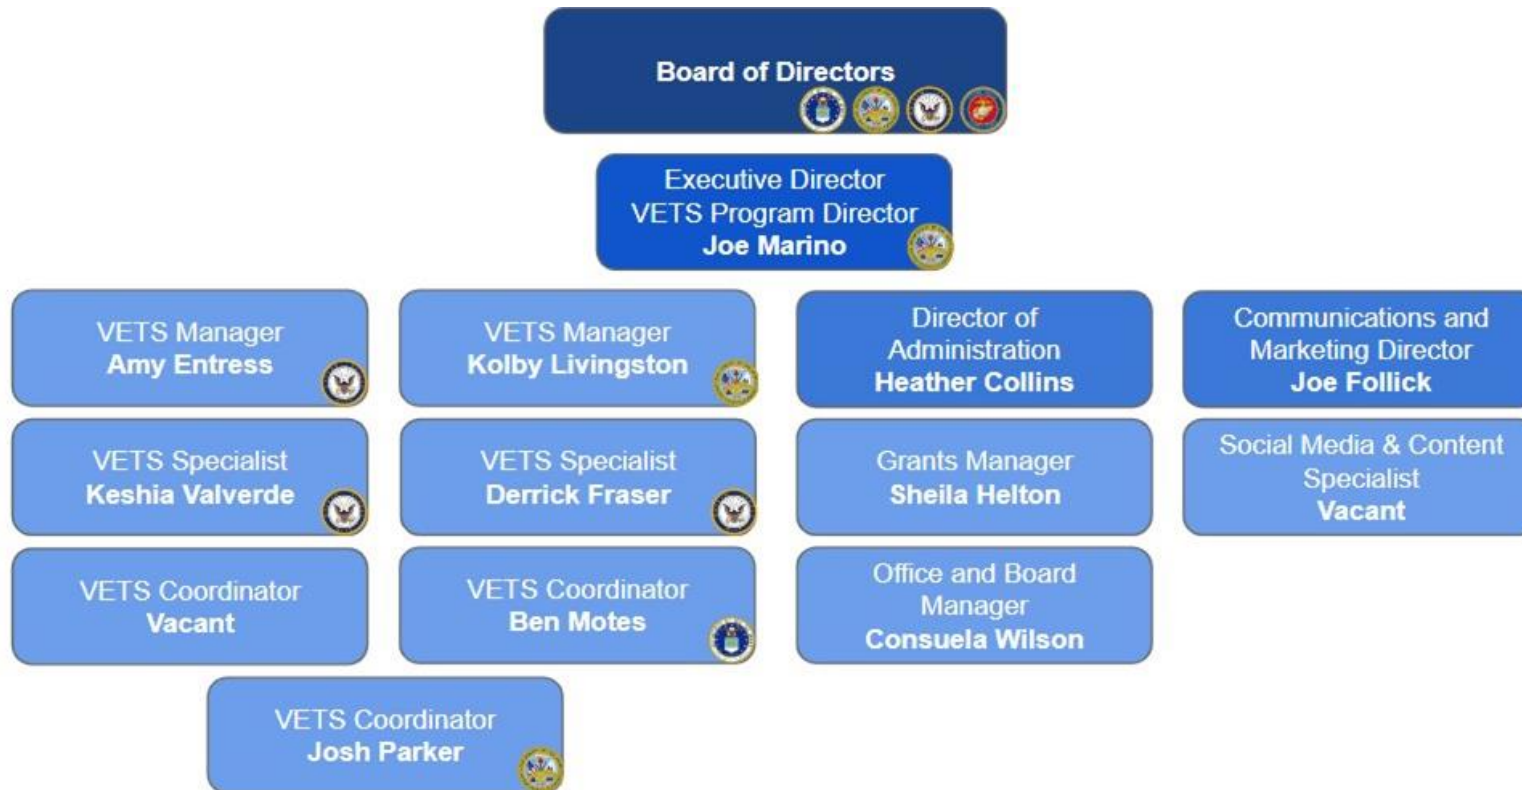 Board of Directors
Executive Director
VETS Program Director
Joe Marino
VETS Manager
Amy Entress
VETS Manager
Kolby Livingston
Director of
Administration
Heather Collins
Communications and
Marketing Director
Joe Follick
VETS Specialist
Keshia Valverde
VETS Specialist
Derrick Fraser
Grants Manager
Sheila Helton
Social Media & Content
Specialist
Vacant
VETS Coordinator
Vacant
VETS Coordinator
Ben Motes
Office and Board
Manager
Consuela Wilson
VETS Coordinator
Josh Parker